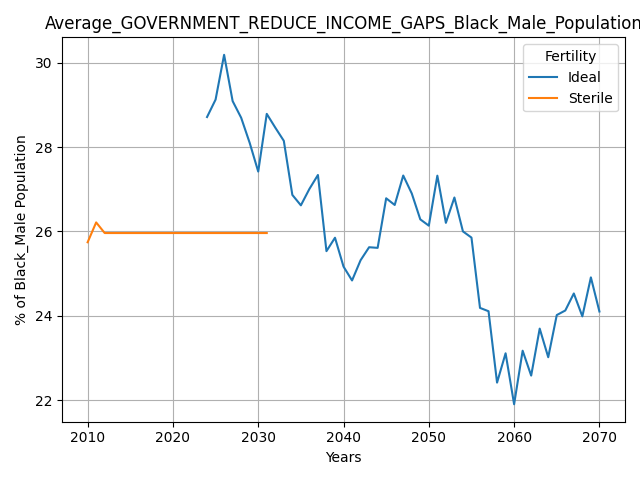 Average_GOVERNMENT_REDUCE_INCOME_GAPS_Black_Male_Population
Fertility
Ideal
Sterile
% of Black_Male Population
30
28
26
24
22
2010 2020 2030 2040 2050 2060 2070
Years